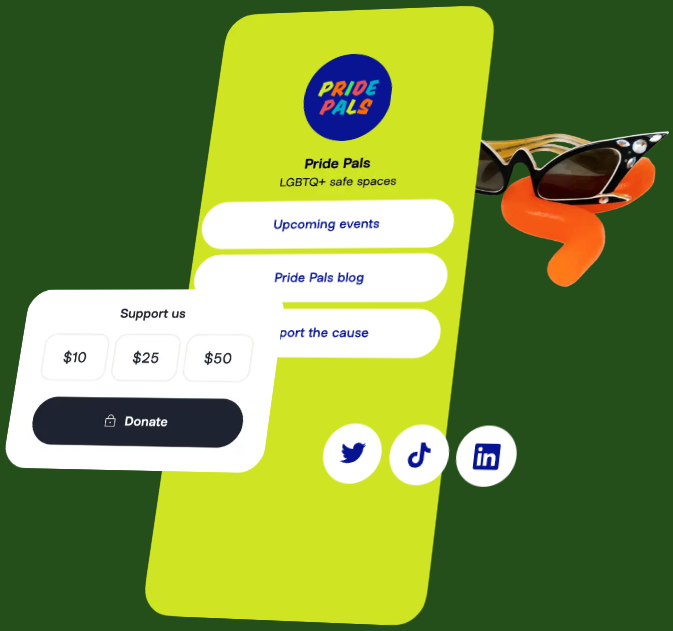 PRIDE
PALS
Pride Pals
LGBTQ+ safe spaces
Upcoming events
Pride Pals blog
port the cause
Support us
$10
$25
$50
Donate
in